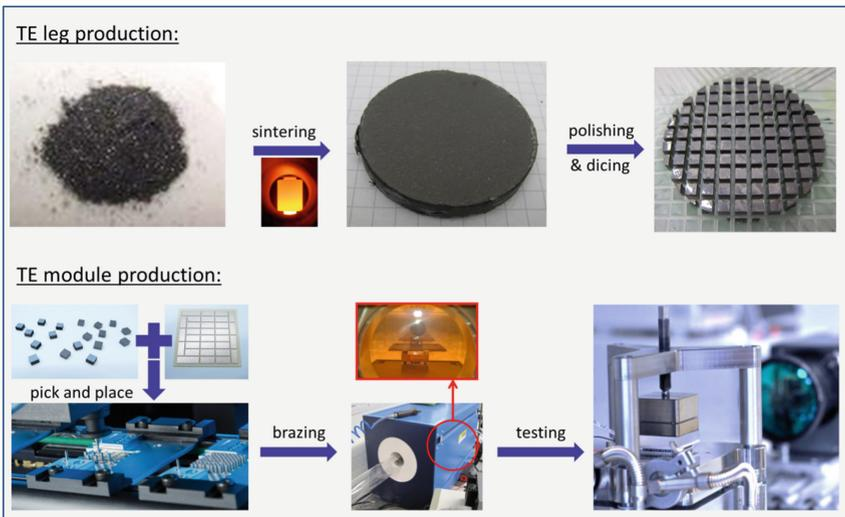 TE leg production:
sintering
polishing
& dicing
TE module production:
pick and place
brazing
testing